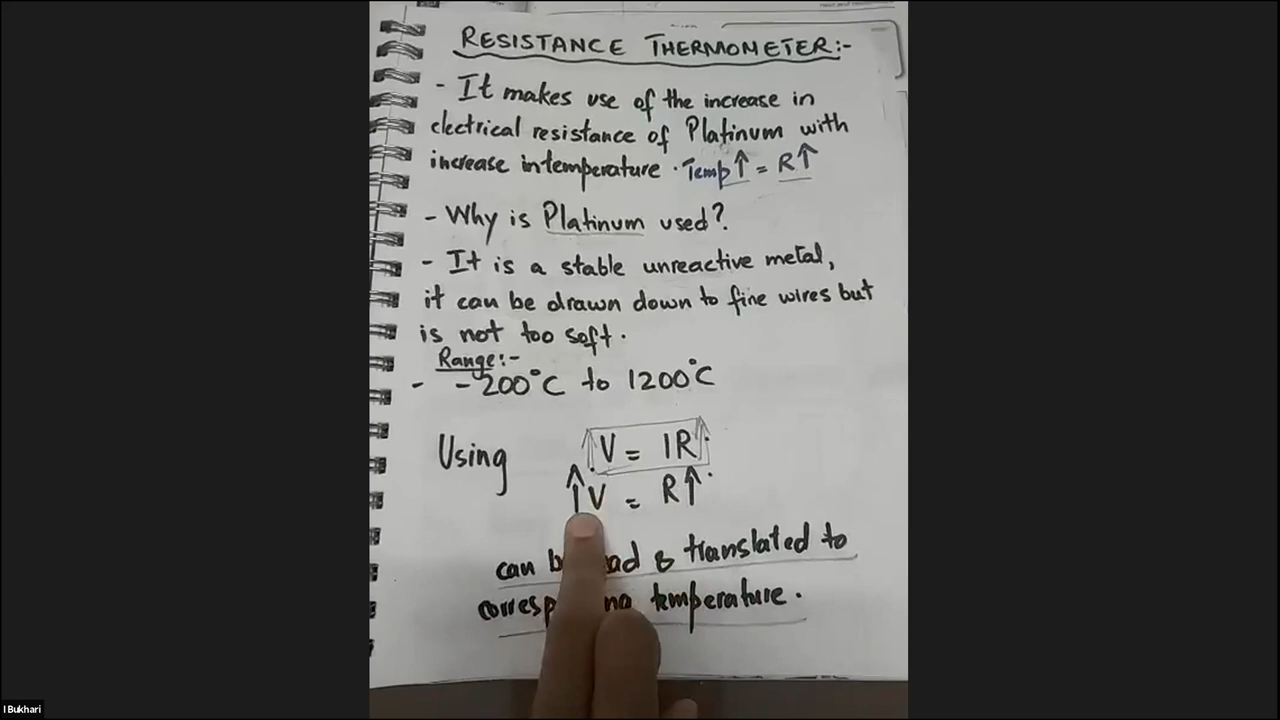 RESISTANCE THERMOMETER:-
- It makes use of the increase in
electrical resistance of Platinum with
increase in temperature. Temp↑ = R↑
- Why is Platinum used?
- It is a stable unreactive metal,
it can be drawn down to fine wires but
is not too soft.
Range:-
- -200°C to 1200°C
Using ↑V = IR↑
↑V = R↑
can & translated to
temperature.
I Bukhari